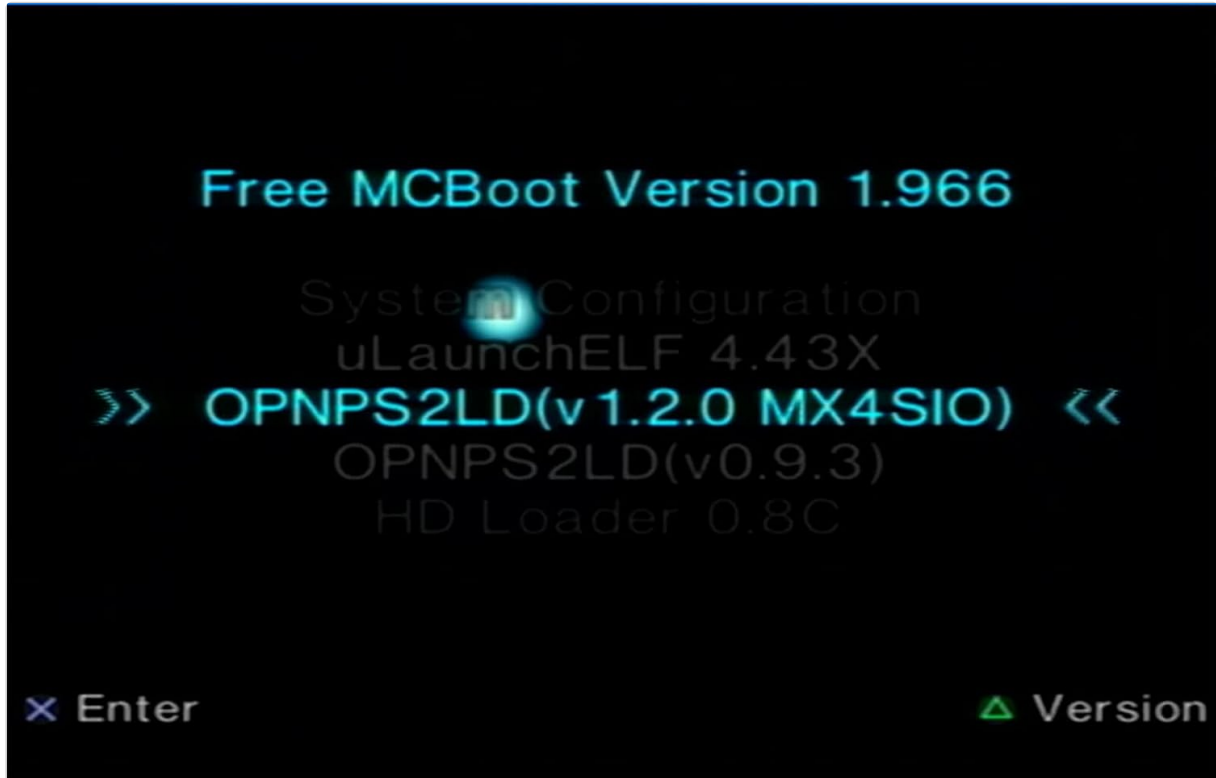 Free MCBoot Version 1.966
System Configuration
uLaunchELF 4.43X
>> OPNPS2LD(v1.2.0 MX4SIO) <<
OPNPS2LD(v0.9.3)
HD Loader 0.8C
Enter
Version